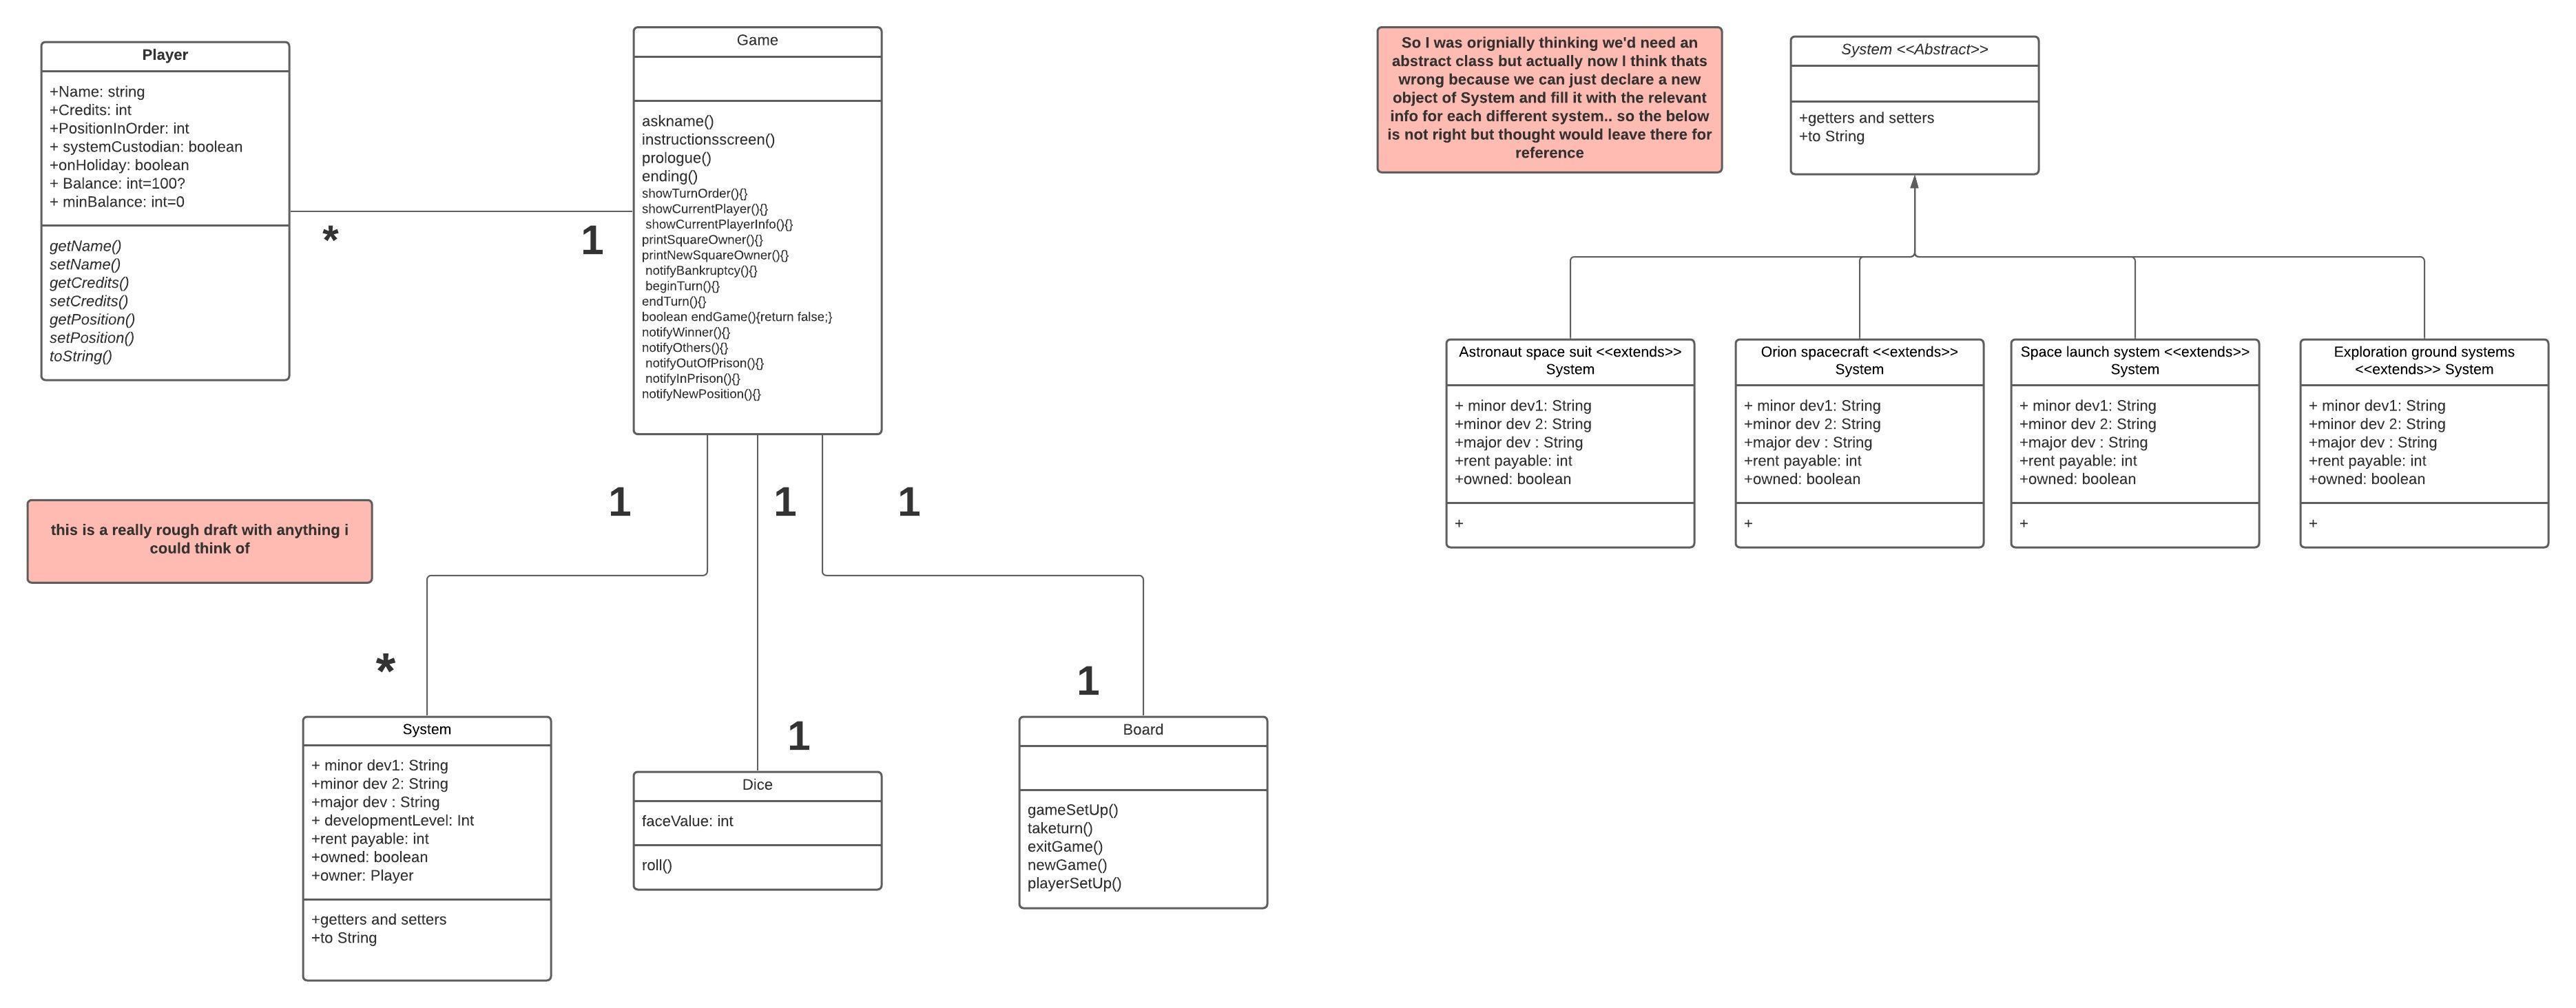 Player
+Name: string
+Credits: int
+PositionInOrder: int
+ systemCustodian: boolean
+onHoliday: boolean
+ Balance: int=100?
+ minBalance: int=0
getName()
setName()
getCredits()
setCredits()
getPosition()
setPosition()
toString()
*
1
Game
askname()
instructionsscreen()
prologue()
ending()
showTurnOrder(){}
showCurrentPlayer(){}
showCurrentPlayerInfo(){}
printSquareOwner(){}
printNewSquareOwner(){}
notifyBankruptcy(){}
beginTurn(){}
endTurn(){}
boolean endGame(){return false;}
notifyWinner(){}
notifyOthers(){}
notifyOutOfPrison(){}
notifyInPrison(){}
notifyNewPosition(){}
1
1
1
this is a really rough draft with anything i
could think of
*
1
1
System
+ minor dev1: String
+minor dev 2: String
+major dev : String
+ developmentLevel: Int
+rent payable: int
+owned: boolean
+owner: Player
+getters and setters
+to String
Dice
faceValue: int
roll()
Board
gameSetUp()
taketurn()
exitGame()
newGame()
playerSetUp()
So I was orignially thinking we'd need an
abstract class but actually now I think thats
wrong because we can just declare a new
object of System and fill it with the relevant
info for each different system.. so the below
is not right but thought would leave there for
reference
System <<Abstract>>
+getters and setters
+to String
Astronaut space suit <<extends>>
System
+ minor dev1: String
+minor dev 2: String
+major dev : String
+rent payable: int
+owned: boolean
+
Orion spacecraft <<extends>>
System
+ minor dev1: String
+minor dev 2: String
+major dev : String
+rent payable: int
+owned: boolean
+
Space launch system <<extends>>
System
+ minor dev1: String
+minor dev 2: String
+major dev : String
+rent payable: int
+owned: boolean
+
Exploration ground systems
<<extends>> System
+ minor dev1: String
+minor dev 2: String
+major dev : String
+rent payable: int
+owned: boolean
+